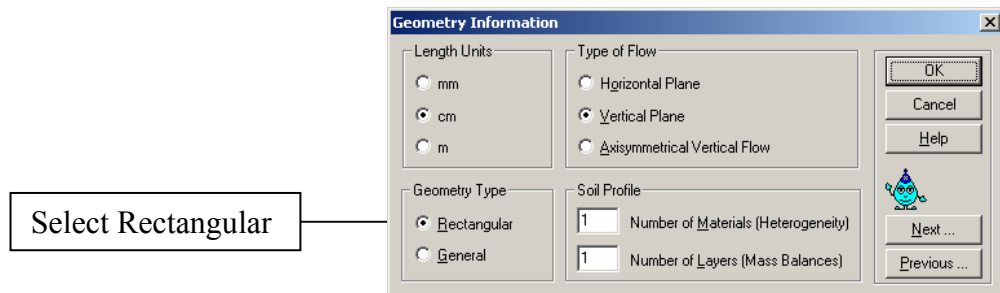 Geometry Information
Length Units
mm
cm
m
Type of Flow
Horizontal Plane
Vertical Plane
Axisymmetrical Vertical Flow
OK
Cancel
Help
Select Rectangular
Geometry Type
Rectangular
General
Soil Profile
1 Number of Materials (Heterogeneity)
1 Number of Layers (Mass Balances)
Next ...
Previous ...